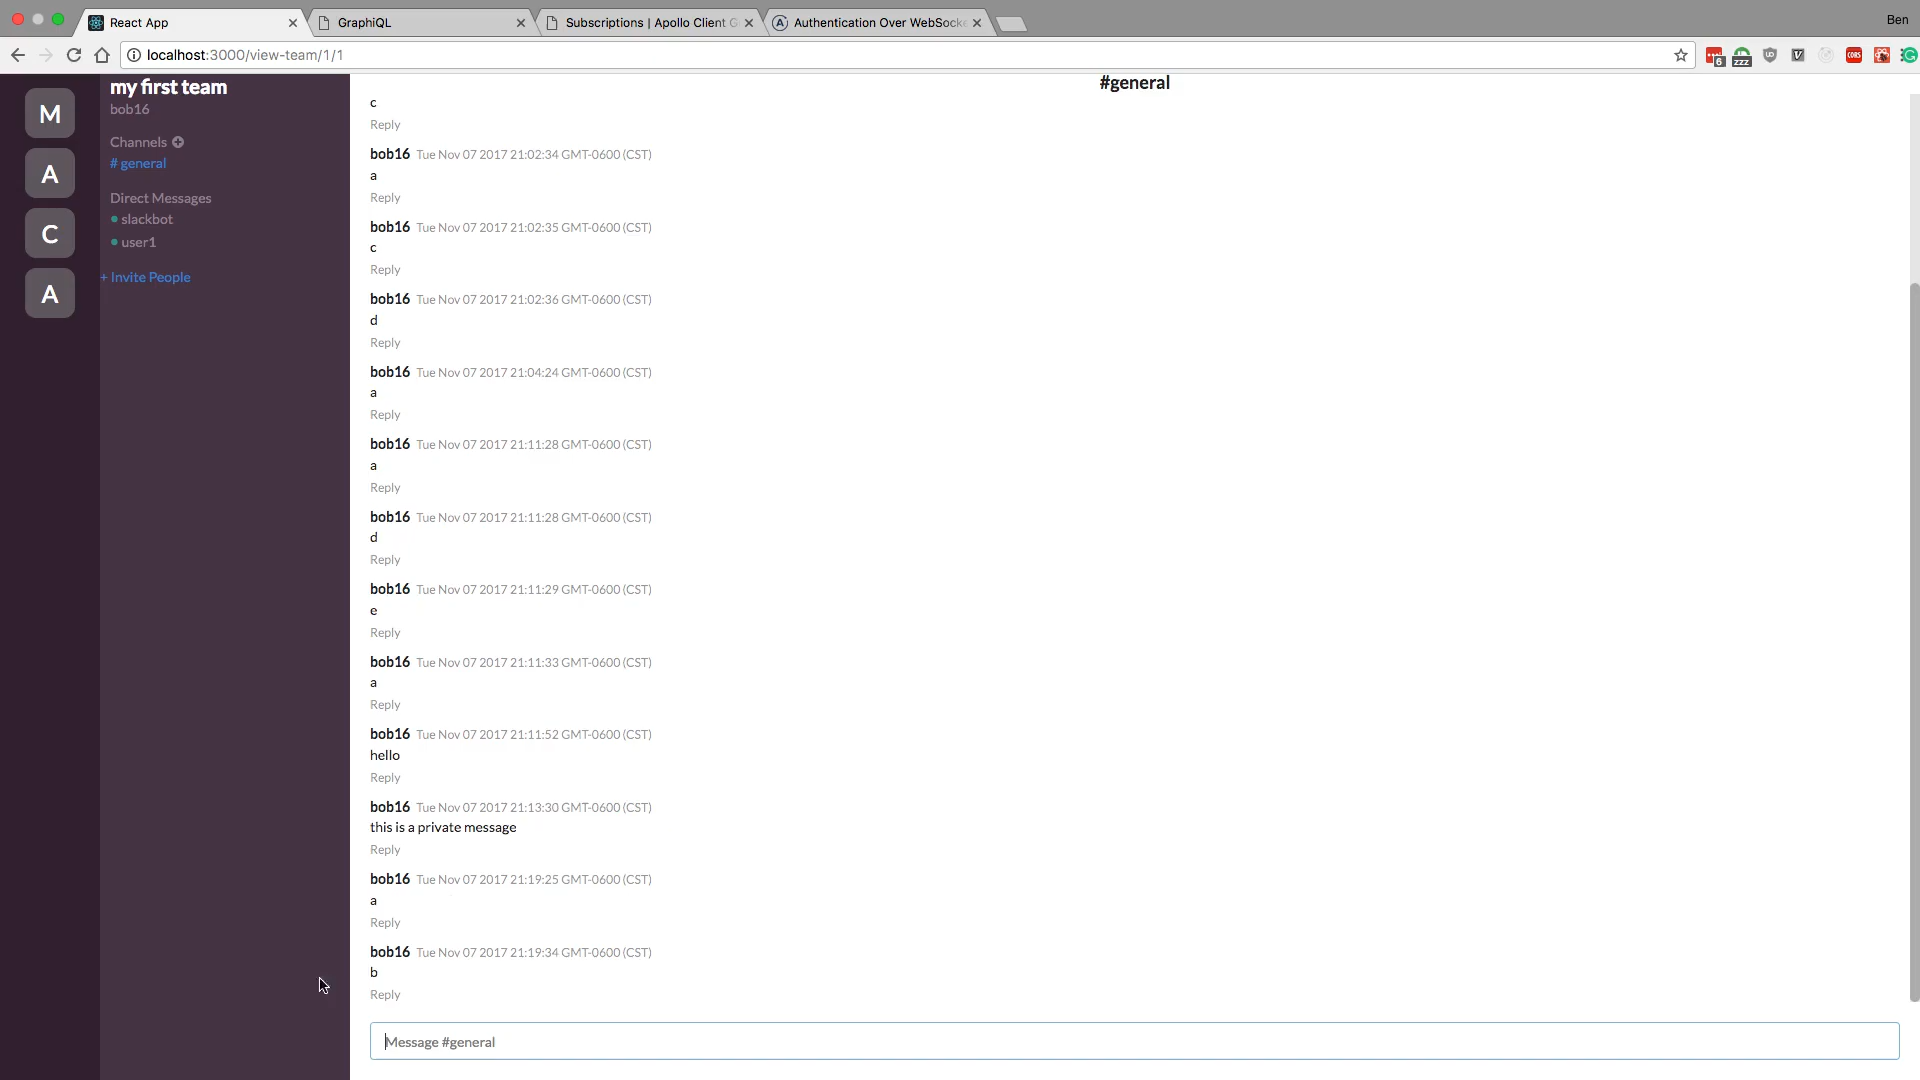 React App
GraphiQL
Subscriptions | Apollo Client G
Authentication Over WebSocke
Ben
localhost:3000/view-team/1/1
6
zzz
CORS
M
A
C
A
my first team
bob16
Channels
# general
Direct Messages
slackbot
user1
+ Invite People
#general
c
Reply
bob16 Tue Nov 07 2017 21:02:34 GMT-0600 (CST)
a
Reply
bob16 Tue Nov 07 2017 21:02:35 GMT-0600 (CST)
c
Reply
bob16 Tue Nov 07 2017 21:02:36 GMT-0600 (CST)
d
Reply
bob16 Tue Nov 07 2017 21:04:24 GMT-0600 (CST)
a
Reply
bob16 Tue Nov 07 2017 21:11:28 GMT-0600 (CST)
a
Reply
bob16 Tue Nov 07 2017 21:11:28 GMT-0600 (CST)
d
Reply
bob16 Tue Nov 07 2017 21:11:29 GMT-0600 (CST)
e
Reply
bob16 Tue Nov 07 2017 21:11:33 GMT-0600 (CST)
a
Reply
bob16 Tue Nov 07 2017 21:11:52 GMT-0600 (CST)
hello
Reply
bob16 Tue Nov 07 2017 21:13:30 GMT-0600 (CST)
this is a private message
Reply
bob16 Tue Nov 07 2017 21:19:25 GMT-0600 (CST)
a
Reply
bob16 Tue Nov 07 2017 21:19:34 GMT-0600 (CST)
b
Reply
Message #general